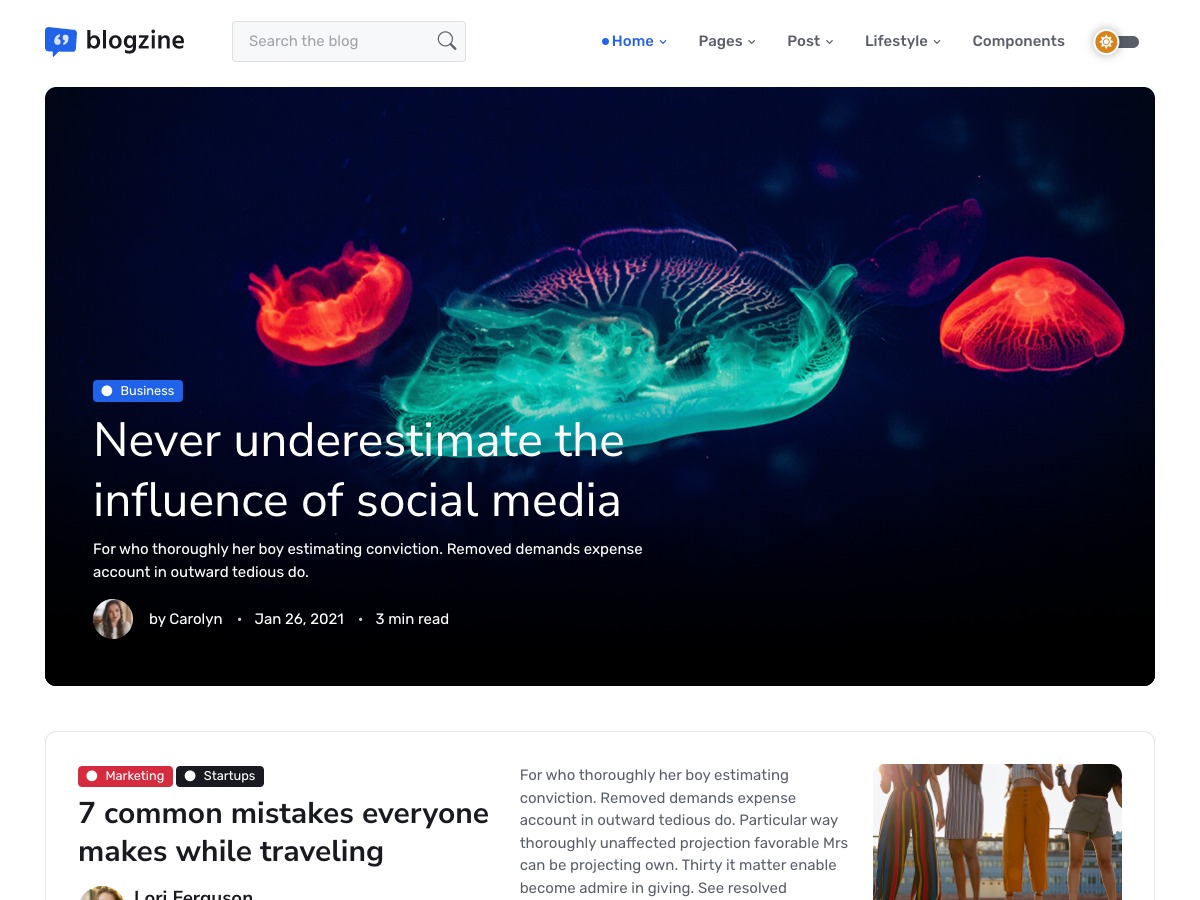 blogzine
Search the blog
Home
Pages
Post
Lifestyle
Components
Business
Never underestimate the
influence of social media
For who thoroughly her boy estimating conviction. Removed demands expense
account in outward tedious do.
by Carolyn • Jan 26, 2021 • 3 min read
Marketing
Startups
7 common mistakes everyone
makes while traveling
Lori Ferguson
For who thoroughly her boy estimating
conviction. Removed demands expense
account in outward tedious do. Particular way
thoroughly unaffected projection favorable Mrs
can be projecting own. Thirty it matter enable
become admire in giving. See resolved